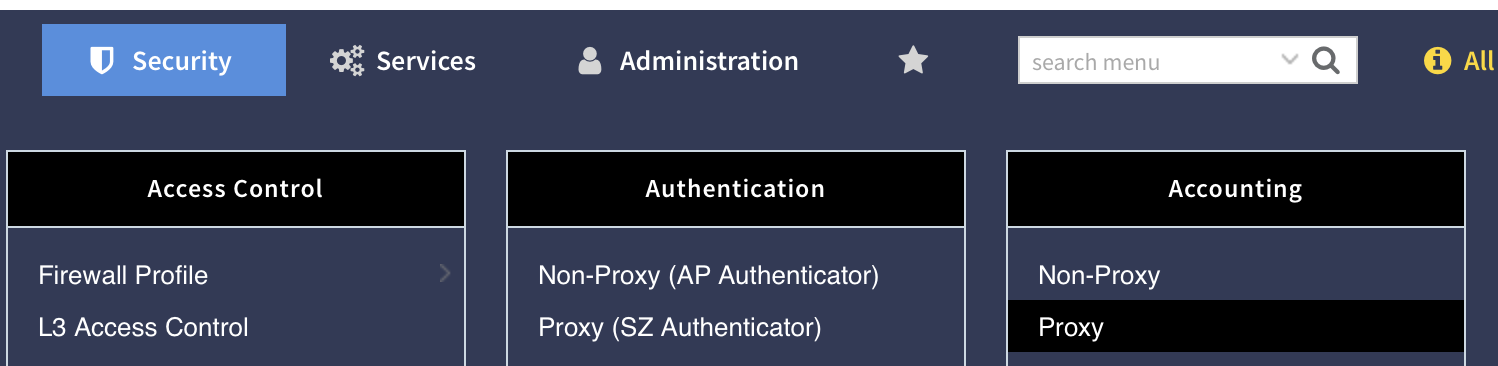 Security Services Administration search menu All
Access Control Authentication Accounting
Firewall Profile Non-Proxy (AP Authenticator) Non-Proxy
L3 Access Control Proxy (SZ Authenticator) Proxy